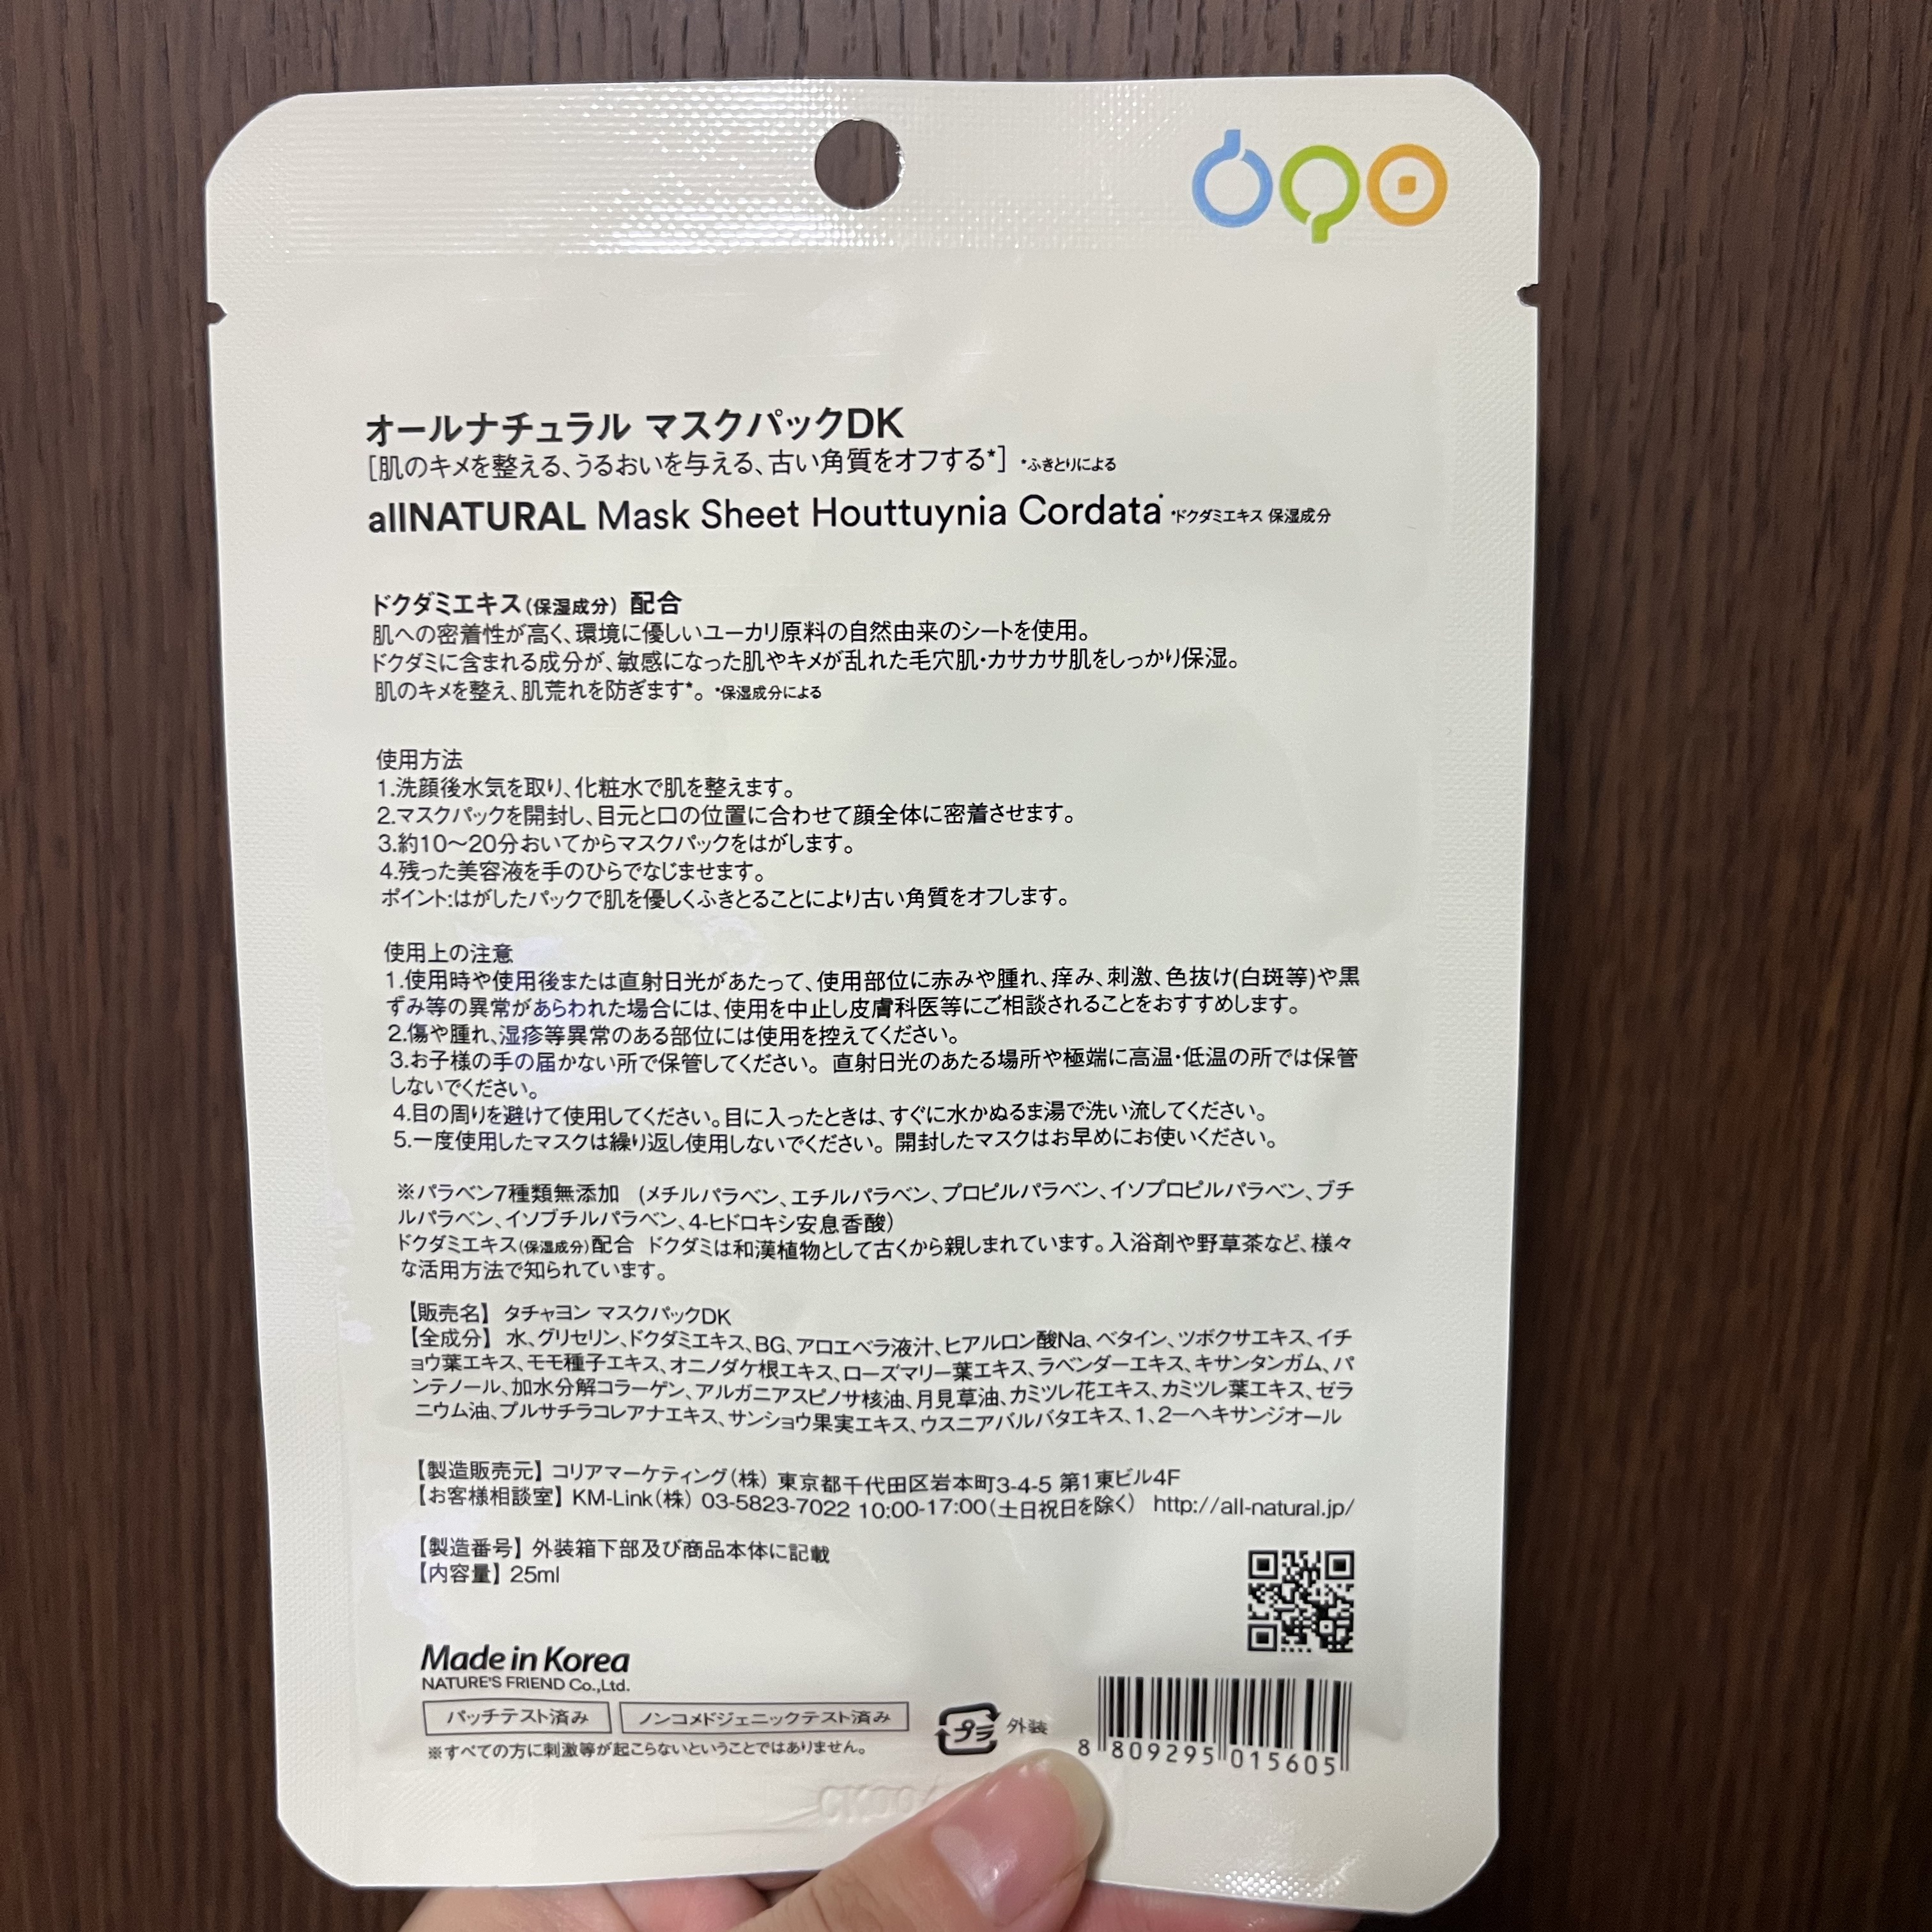 オールナチュラル マスクパックDK
[肌のキメを整える、うるおいを与える、古い角質をオフする*] *ふきとりによる
allNATURAL Mask Sheet Houttuynia Cordata* *ドクダミエキス 保湿成分
ドクダミエキス(保湿成分) 配合
肌への密着性が高く、環境に優しいユーカリ原料の自然由来のシートを使用。
ドクダミに含まれる成分が、敏感になった肌やキメが乱れた毛穴肌・カサカサ肌をしっかり保湿。
肌のキメを整え、肌荒れを防ぎます*。 *保湿成分による
使用方法
1.洗顔後水気を取り、化粧水で肌を整えます。
2.マスクパックを開封し、目元と口の位置に合わせて顔全体に密着させます。
3.約10〜20分おいてからマスクパックをはがします。
4.残った美容液を手のひらでなじませます。
ポイント:はがしたパックで肌を優しくふきとることにより古い角質をオフします。
使用上の注意
1.使用時や使用後または直射日光があたって、使用部位に赤みや腫れ、痒み、刺激、色抜け(白斑等)や黒
ずみ等の異常があらわれた場合には、使用を中止し皮膚科医等にご相談されることをおすすめします。
2.傷や腫れ、湿疹等異常のある部位には使用を控えてください。
3.お子様の手の届かない所で保管してください。 直射日光のあたる場所や極端に高温・低温の所では保管
しないでください。
4.目の周りを避けて使用してください。目に入ったときは、すぐに水かぬるま湯で洗い流してください。
5.一度使用したマスクは繰り返し使用しないでください。 開封したマスクはお早めにお使いください。
※パラベン7種類無添加 (メチルパラベン、エチルパラベン、プロピルパラベン、イソプロピルパラベン、ブチ
ルパラベン、イソブチルパラベン、4-ヒドロキシ安息香酸)
ドクダミエキス(保湿成分)配合 ドクダミは和漢植物として古くから親しまれています。入浴剤や野草茶など、様々
な活用方法で知られています。
【販売名】 タチャヨン マスクパックDK
【全成分】 水、グリセリン、ドクダミエキス、BG、アロエベラ液汁、ヒアルロン酸Na、ベタイン、ツボクサエキス、イチ
ョウ葉エキス、モモ種子エキス、オニノダケ根エキス、ローズマリー葉エキス、ラベンダーエキス、キサンタンガム、パ
ンテノール、加水分解コラーゲン、アルガニアスピノサ核油、月見草油、カミツレ花エキス、カミツレ葉エキス、ゼラ
ニウム油、プルサチラコレアナエキス、サンショウ果実エキス、ウスニアバルバタエキス、1、2ーヘキサンジオール
【製造販売元】 コリアマーケティング(株) 東京都千代田区岩本町3-4-5 第1東ビル4F
【お客様相談室】 KM-Link(株) 03-5823-7022 10:00-17:00(土日祝日を除く) http://all-natural.jp/
【製造番号】 外装箱下部及び商品本体に記載
【内容量】 25ml
Made in Korea
NATURE'S FRIEND Co.,Ltd.
パッチテスト済み ノンコメドジェニックテスト済み
※すべての方に刺激等が起こらないということではありません。
プラ 外装
8 809295 015605